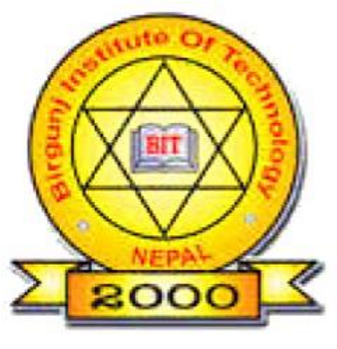 Birgunj Institute Of Technology
BIT
NEPAL
2000